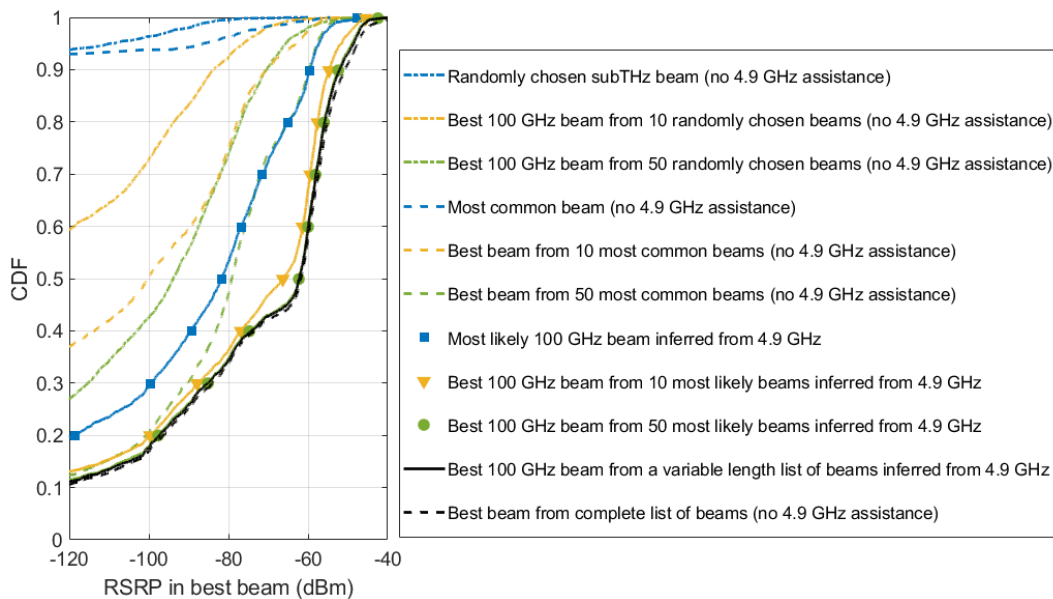 1
0.9
0.8
0.7
0.6
0.5
0.4
0.3
0.2
0.1
0
CDF
-120 -100 -80 -60 -40
RSRP in best beam (dBm)
Randomly chosen subTHz beam (no 4.9 GHz assistance)
Best 100 GHz beam from 10 randomly chosen beams (no 4.9 GHz assistance)
Best 100 GHz beam from 50 randomly chosen beams (no 4.9 GHz assistance)
Most common beam (no 4.9 GHz assistance)
Best beam from 10 most common beams (no 4.9 GHz assistance)
Best beam from 50 most common beams (no 4.9 GHz assistance)
Most likely 100 GHz beam inferred from 4.9 GHz
Best 100 GHz beam from 10 most likely beams inferred from 4.9 GHz
Best 100 GHz beam from 50 most likely beams inferred from 4.9 GHz
Best 100 GHz beam from a variable length list of beams inferred from 4.9 GHz
Best beam from complete list of beams (no 4.9 GHz assistance)